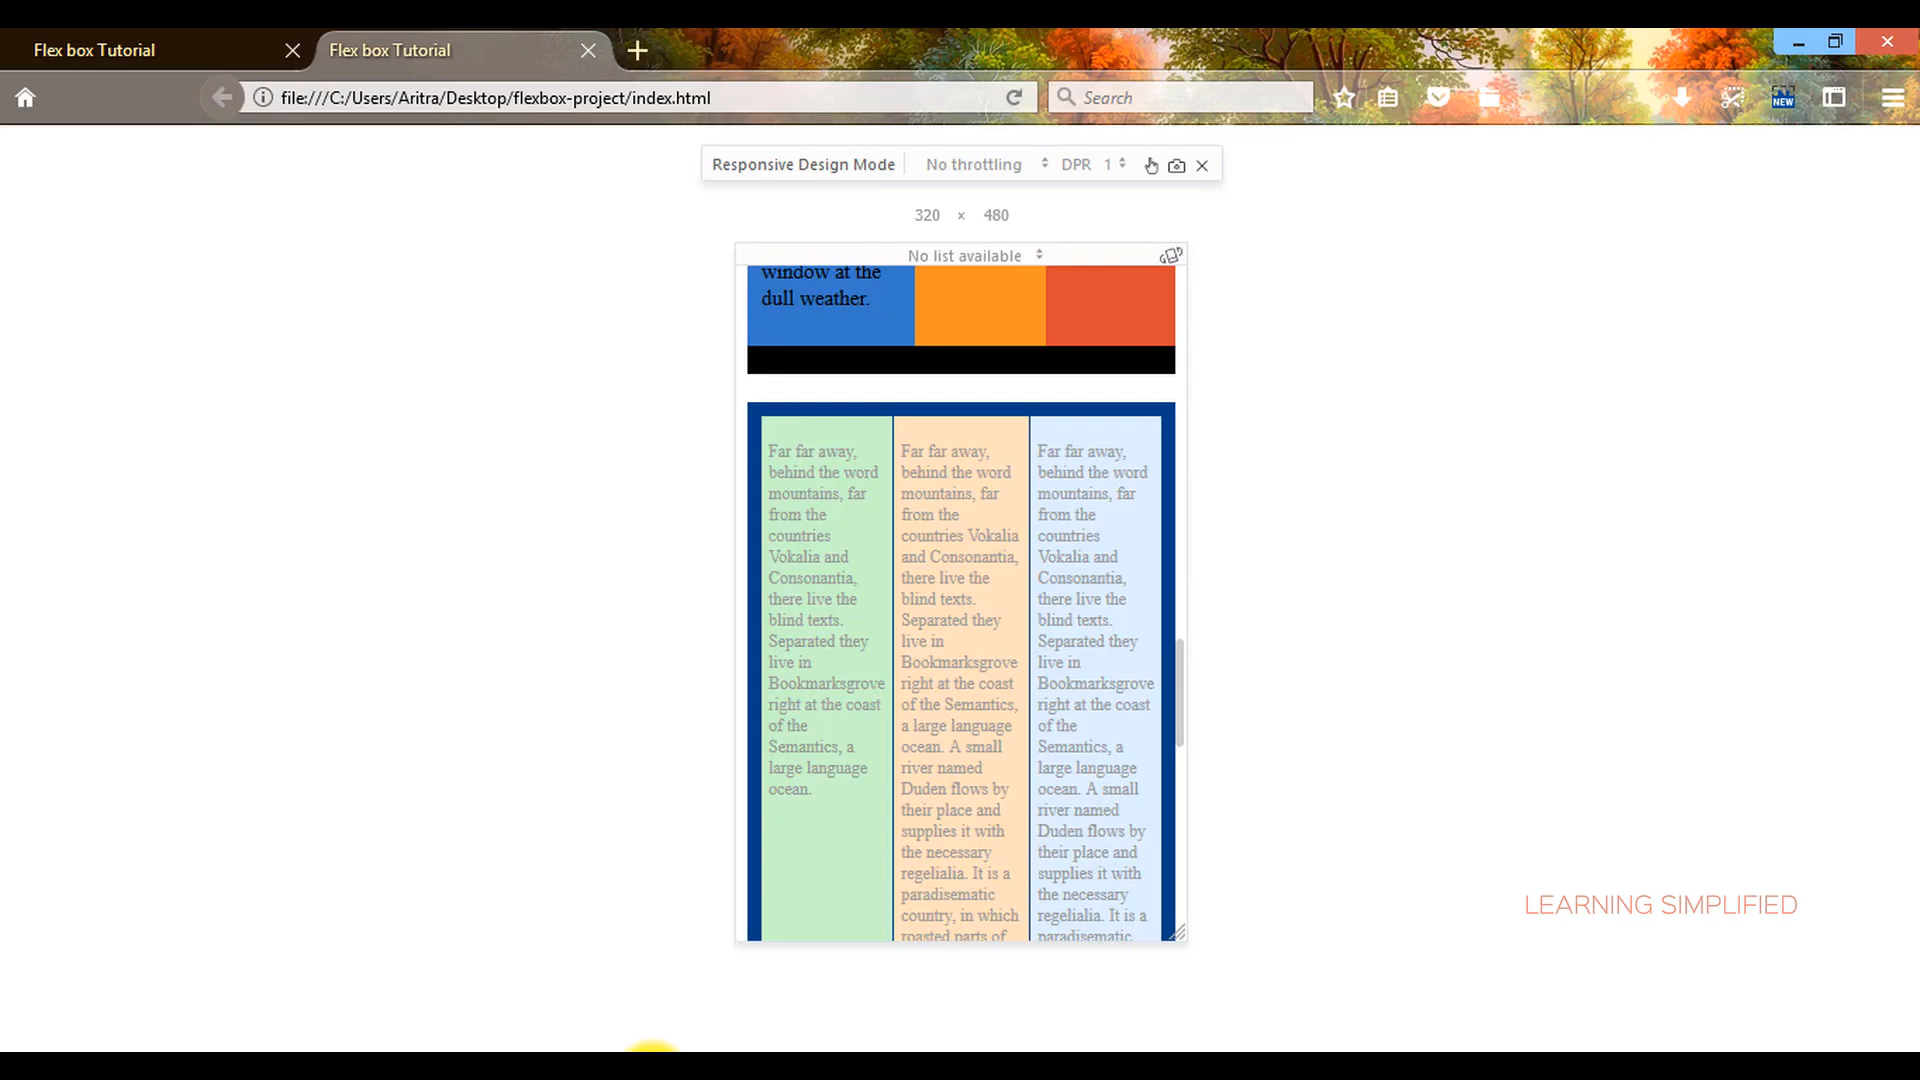 Flex box Tutorial
Flex box Tutorial
file:///C:/Users/Aritra/Desktop/flexbox-project/index.html
Search
NEW
Responsive Design Mode
No throttling
DPR 1
320 × 480
No list available
window at the
dull weather.
Far far away,
behind the word
mountains, far
from the
countries
Vokalia and
Consonantia,
there live the
blind texts.
Separated they
live in
Bookmarksgrove
right at the coast
of the
Semantics, a
large language
ocean.
Far far away,
behind the word
mountains, far
from the
countries Vokalia
and Consonantia,
there live the
blind texts.
Separated they
live in
Bookmarksgrove
right at the coast
of the Semantics,
a large language
ocean. A small
river named
Duden flows by
their place and
supplies it with
the necessary
regelialia. It is a
paradisematic
country, in which
roasted parts of
Far far away,
behind the word
mountains, far
from the
countries
Vokalia and
Consonantia,
there live the
blind texts.
Separated they
live in
Bookmarksgrove
right at the coast
of the
Semantics, a
large language
ocean. A small
river named
Duden flows by
their place and
supplies it with
the necessary
regelialia. It is a
paradisematic
LEARNING SIMPLIFIED